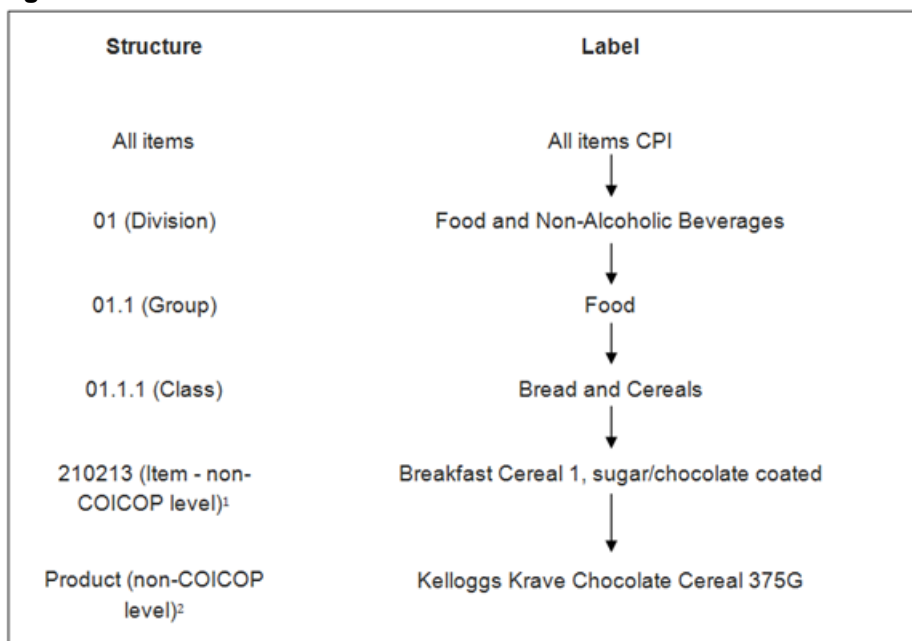 Structure Label
All items All items CPI
01 (Division) Food and Non-Alcoholic Beverages
01.1 (Group) Food
01.1.1 (Class) Bread and Cereals
210213 (Item - non- Breakfast Cereal 1, sugar/chocolate coated
COICOP level)¹
Product (non-COICOP Kelloggs Krave Chocolate Cereal 375G
level)²